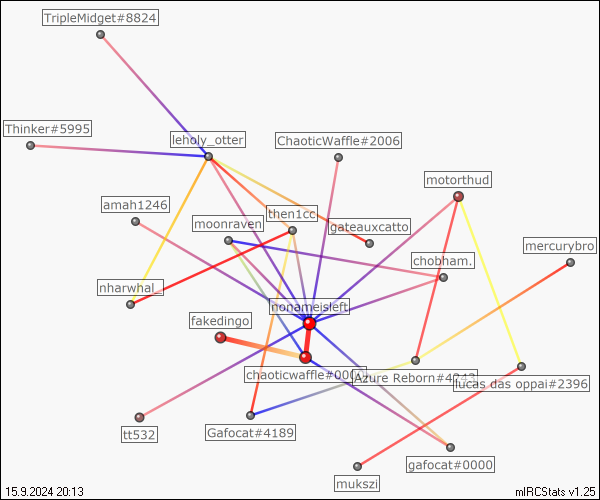 TripleMidget#8824
Thinker#5995
leholy_otter
ChaoticWaffle#2006
motorthud
amah1246
then1cc
moonraven
gateauxcatto
mercurybro
chobham.
nharwhal_
nonameisleft
fakedingo
chaoticwaffle#000
Azure Reborn#4
lucas das oppai#2396
tt532
Gafocat#4189
gafocat#0000
mukszi
15.9.2024 20:13
mIRCStats v1.25